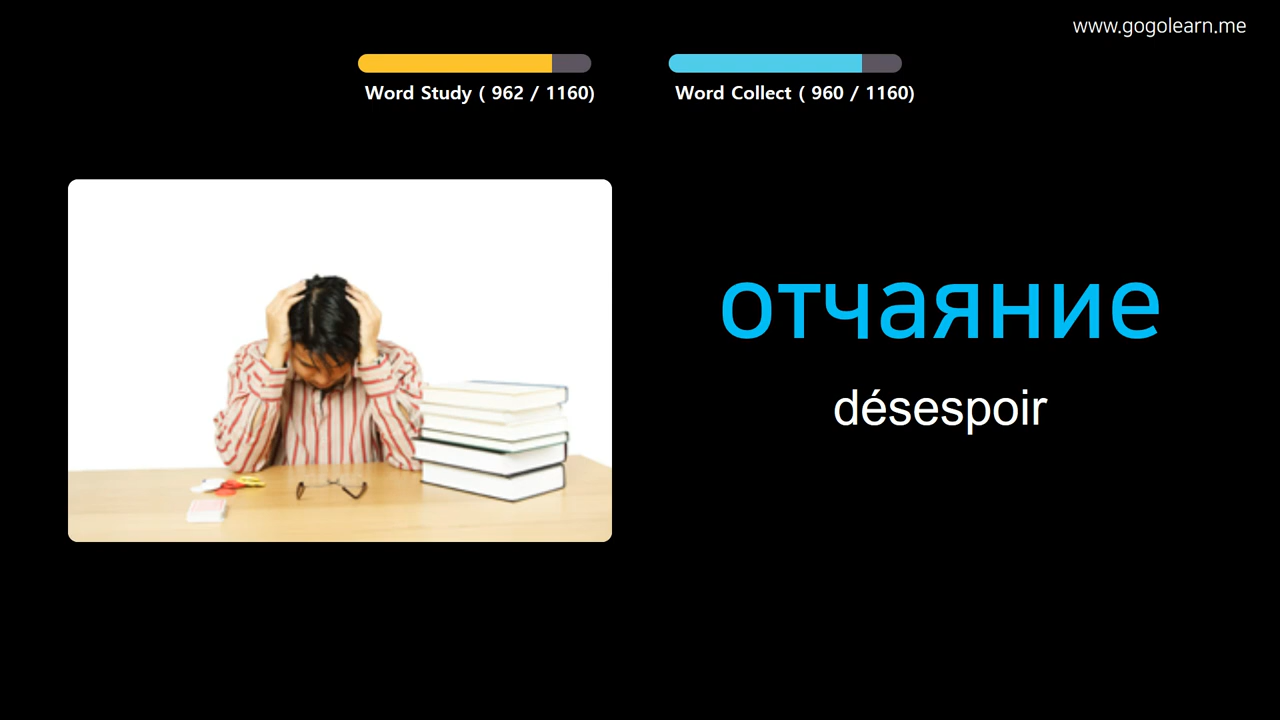 www.gogolearn.me
Word Study ( 962 / 1160)
Word Collect ( 960 / 1160)
отчаяние
désespoir